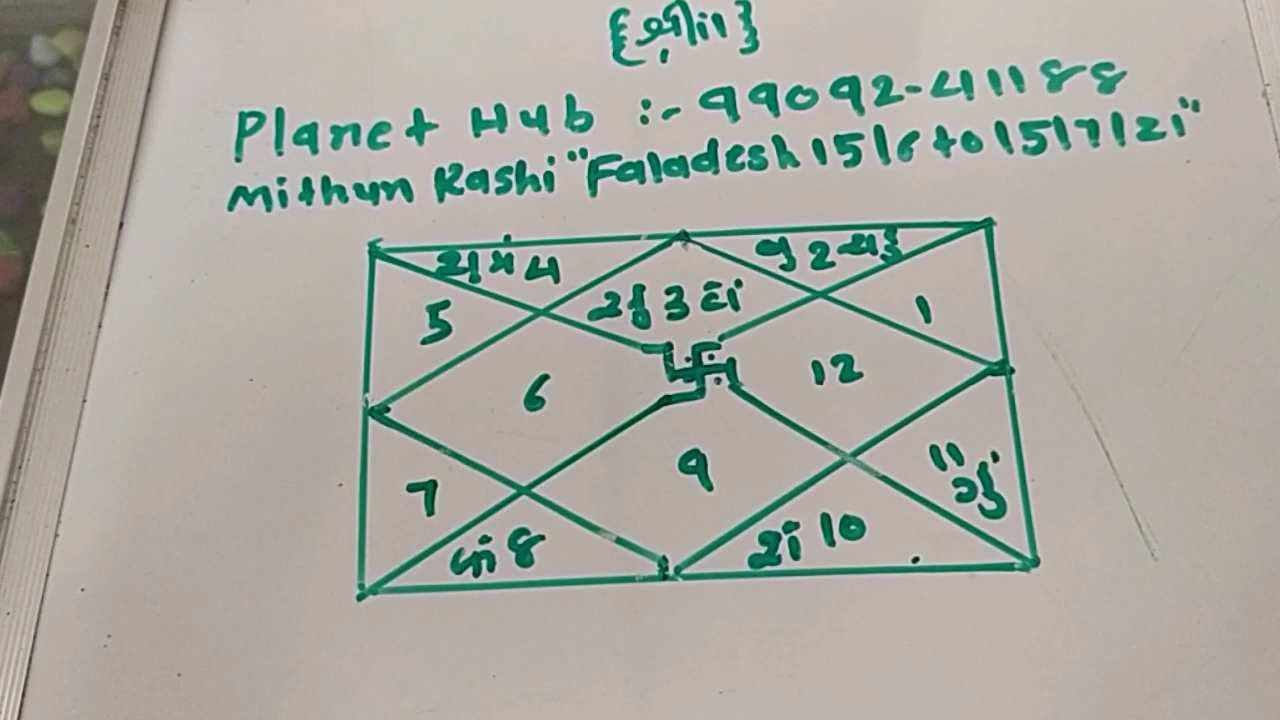 Planet Hub :- 99092-41188
Mithun Rashi "Faladesh 15/6 to 15/7/21"
4 2
5 3 1
6 12
7 9 11
8 10